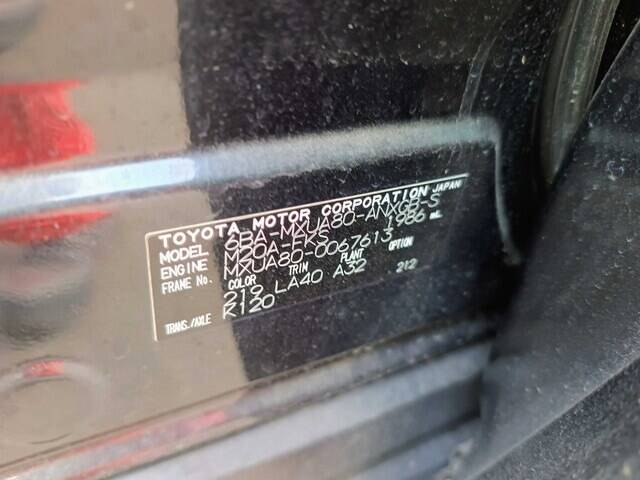 TOYOTA MOTOR CORPORATION JAPAN
MODEL 6BA-MXUA80-ANXGB-S
ENGINE M20A-FKS 1986 mL
FRAME No. MXUA80-0067613
COLOR TRIM PLANT OPTION
219 LA40 A32 212
TRANS./AXLE K120